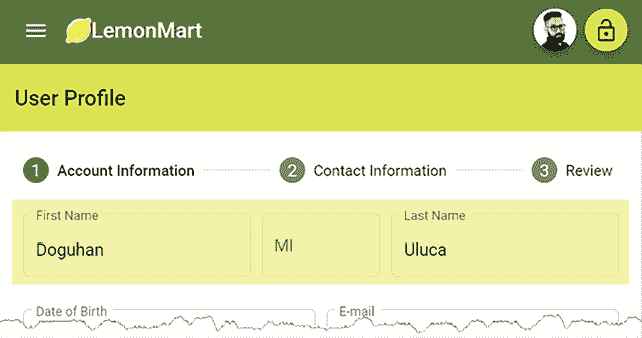 LemonMart
User Profile
1 Account Information 2 Contact Information 3 Review
First Name Last Name
Doguhan MI Uluca
Date of Birth E-mail